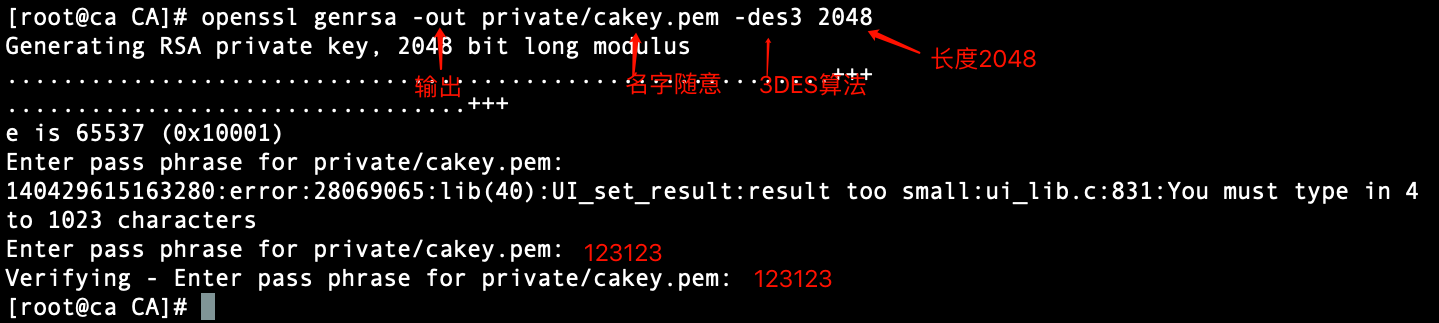 [root@ca CA]# openssl genrsa -out private/cakey.pem -des3 2048
Generating RSA private key, 2048 bit long modulus
长度2048
......................................................................+++
输出 名字随意 3DES算法
.......................................+++
e is 65537 (0x10001)
Enter pass phrase for private/cakey.pem:
140429615163280:error:28069065:lib(40):UI_set_result:result too small:ui_lib.c:831:You must type in 4
to 1023 characters
Enter pass phrase for private/cakey.pem: 123123
Verifying - Enter pass phrase for private/cakey.pem: 123123
[root@ca CA]#